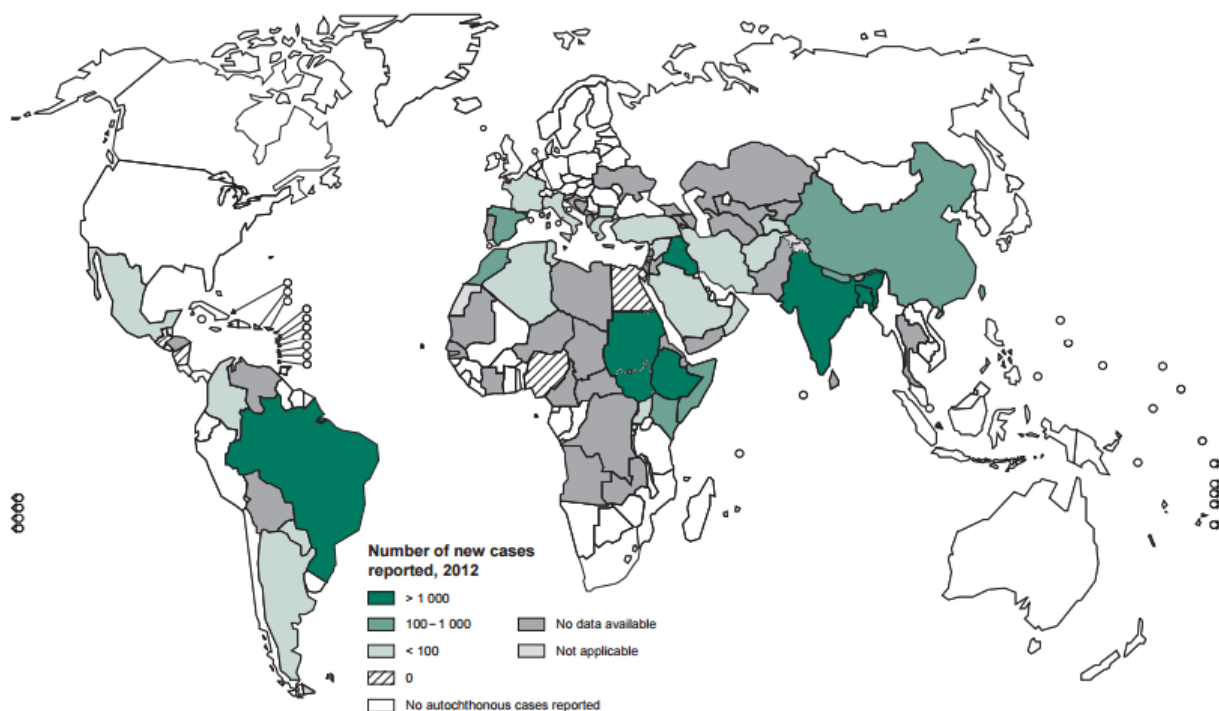 Number of new cases
reported, 2012
> 1 000
100–1 000
< 100
0
No autochthonous cases reported
No data available
Not applicable